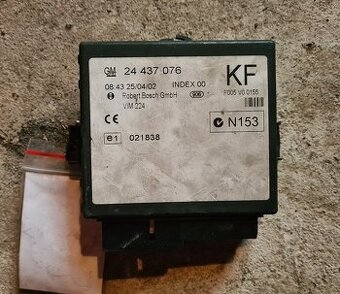 GM 24 437 076 KF
08:43 25/04/02 INDEX 00
F005 V0 0155
Robert Bosch GmbH
VIM 224
N153
CE
e1 021838